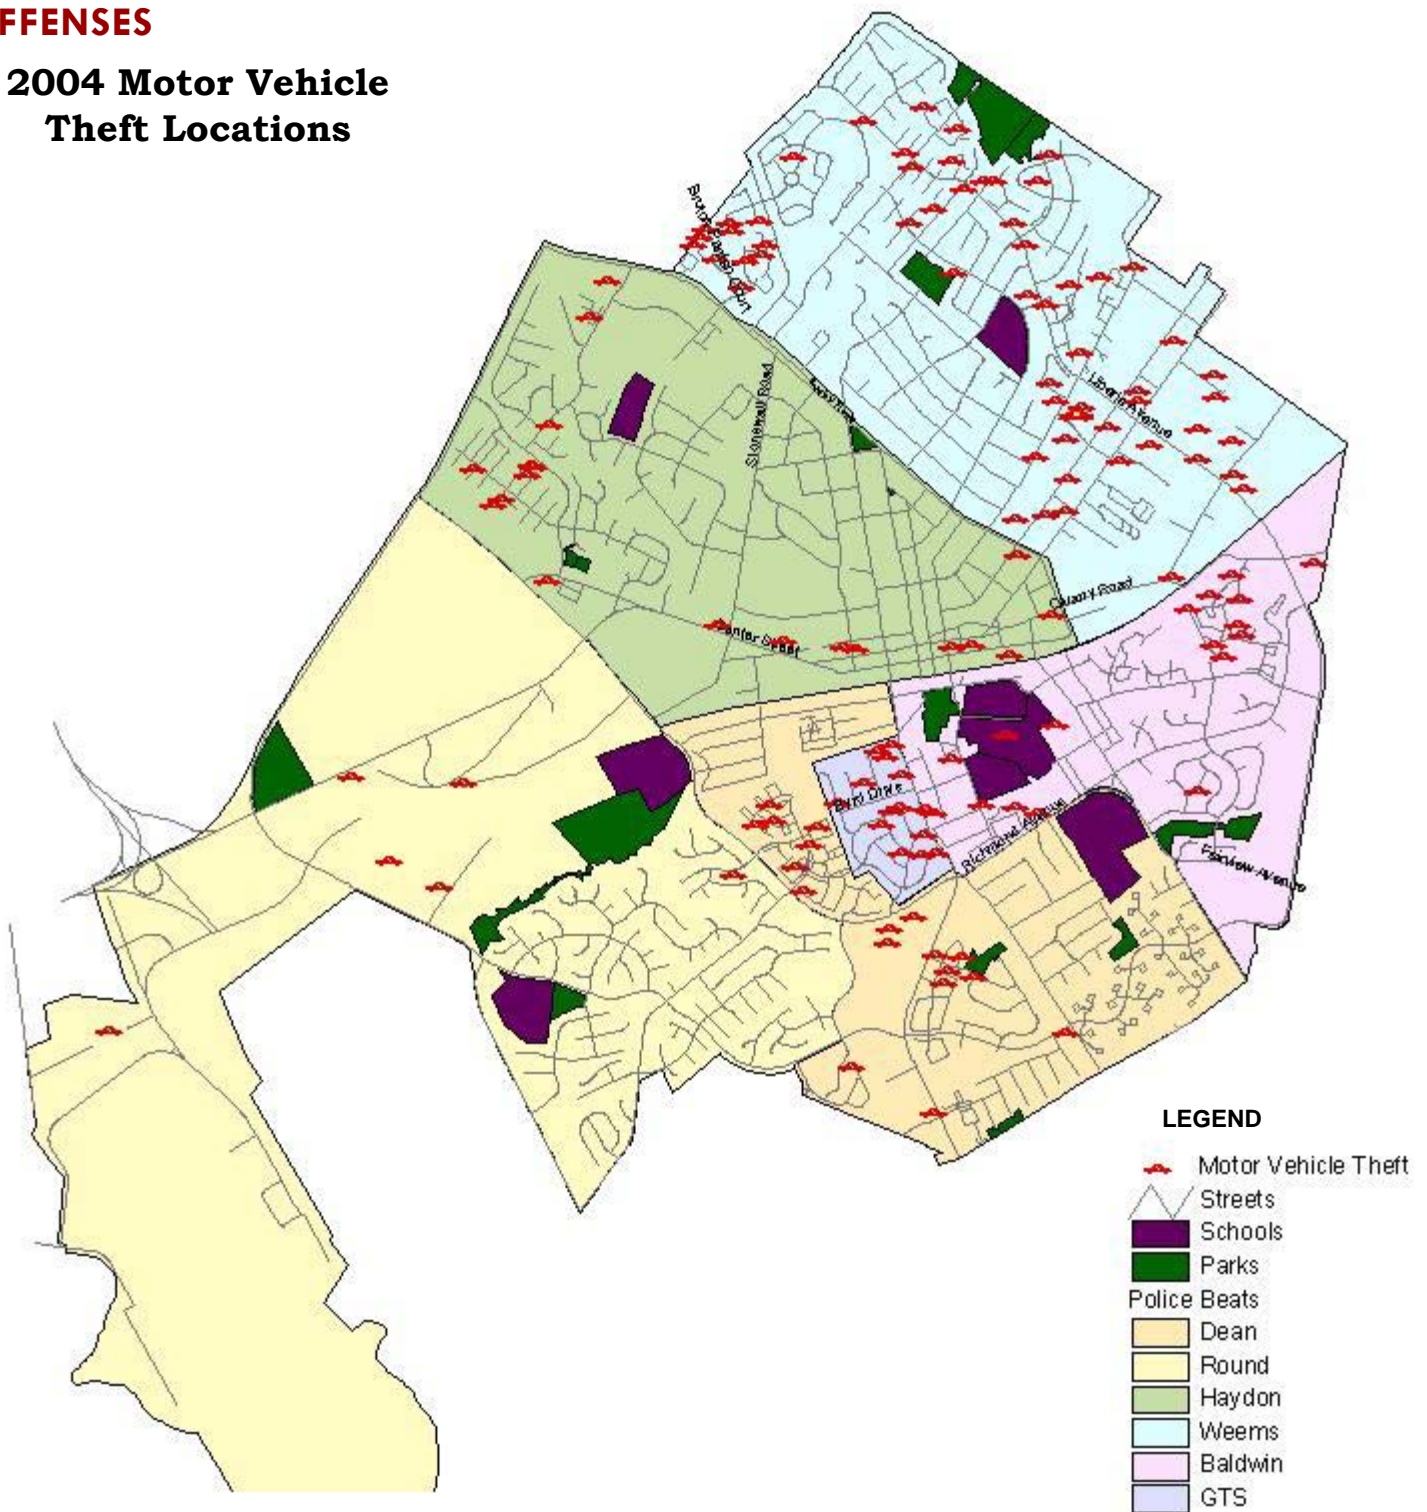 FFENSES
2004 Motor Vehicle
Theft Locations
Stonewall Road
Liberia Avenue
Quarry Road
Center Street
Byrd Drive
Richmond Avenue
Fairview Avenue
LEGEND
Motor Vehicle Theft
Streets
Schools
Parks
Police Beats
Dean
Round
Haydon
Weems
Baldwin
GTS